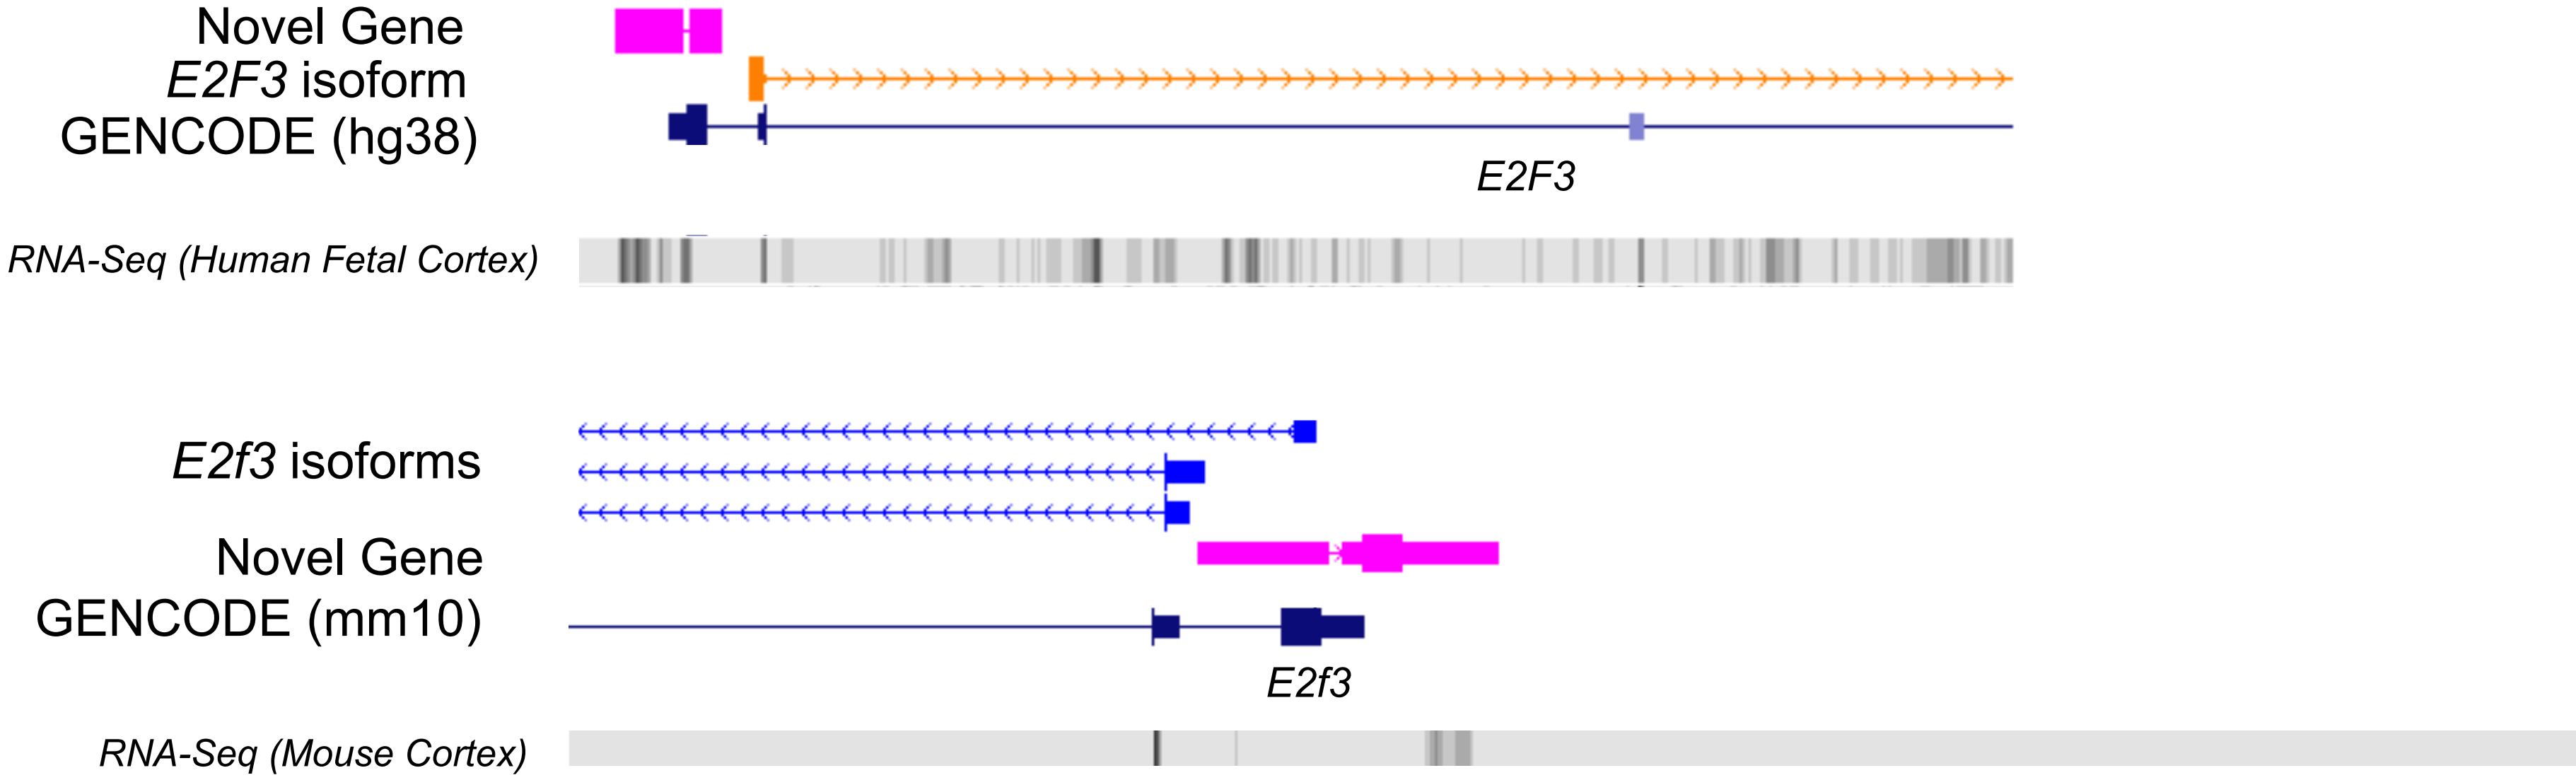 Novel Gene
E2F3 isoform
GENCODE (hg38)
E2F3
RNA-Seq (Human Fetal Cortex)
E2f3 isoforms
Novel Gene
GENCODE (mm10)
E2f3
RNA-Seq (Mouse Cortex)